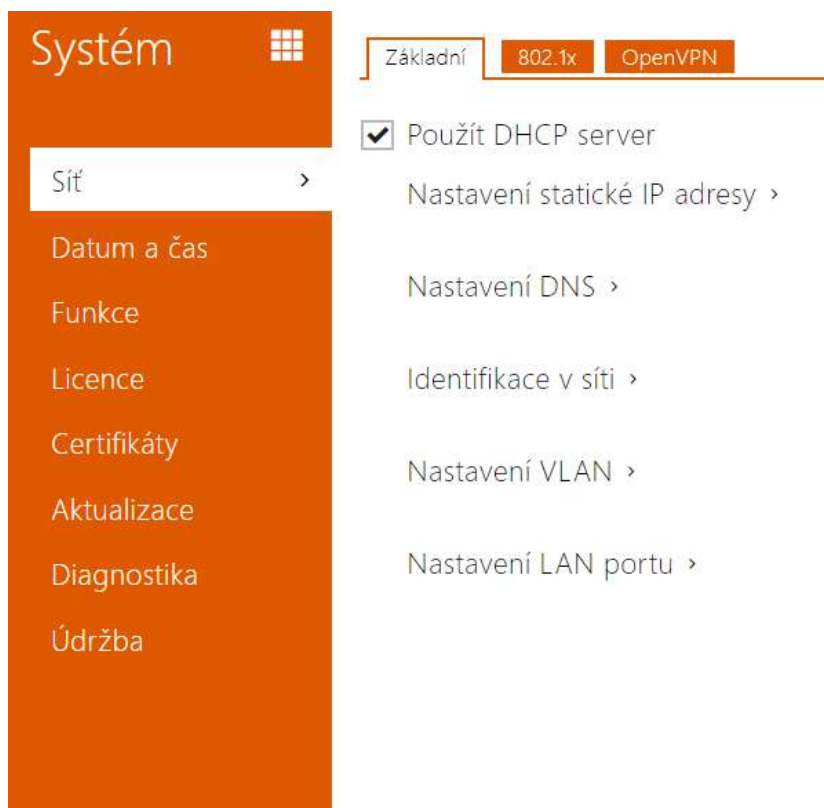 Systém
Síť
Datum a čas
Funkce
Licence
Certifikáty
Aktualizace
Diagnostika
Údržba
Základní 802.1x OpenVPN
Použít DHCP server
Nastavení statické IP adresy
Nastavení DNS
Identifikace v síti
Nastavení VLAN
Nastavení LAN portu